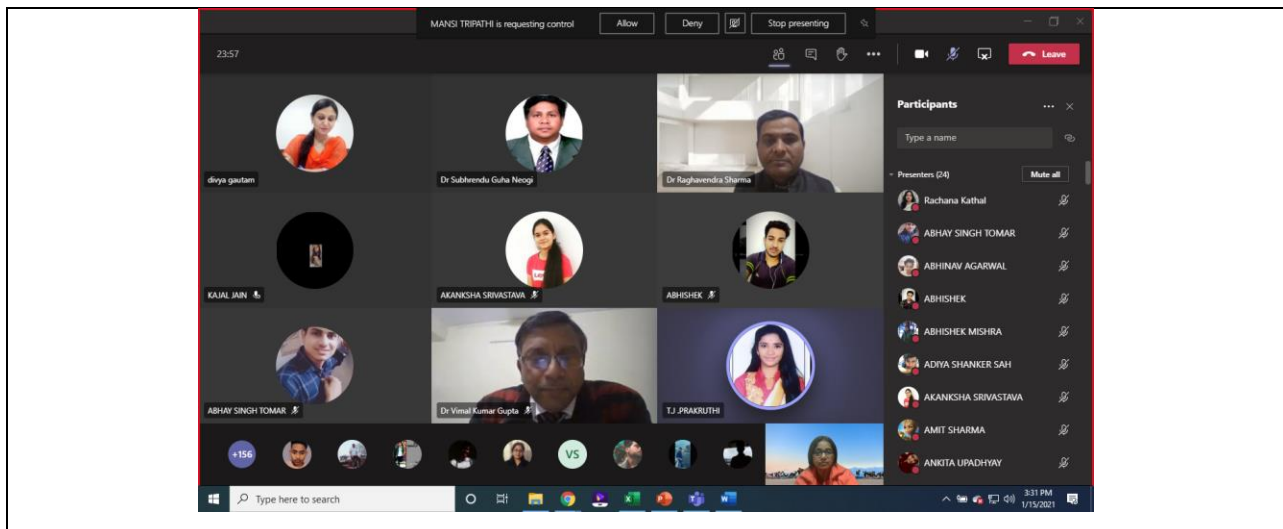 MANSI TRIPATHI is requesting control Allow Deny Stop presenting
23:57 Leave
divya gautam
Dr Subhrendu Guha Neogi
Dr Raghavendra Sharma
KAJAL JAIN
AKANKSHA SRIVASTAVA
ABHISHEK
ABHAY SINGH TOMAR
Dr Vimal Kumar Gupta
T.J .PRAKRUTHI
+156
VS
Participants
Type a name
Presenters (24) Mute all
Rachana Kathal
ABHAY SINGH TOMAR
ABHINAV AGARWAL
ABHISHEK
ABHISHEK MISHRA
ADIYA SHANKER SAH
AKANKSHA SRIVASTAVA
AMIT SHARMA
ANKITA UPADHYAY
Type here to search
3:31 PM
1/15/2021